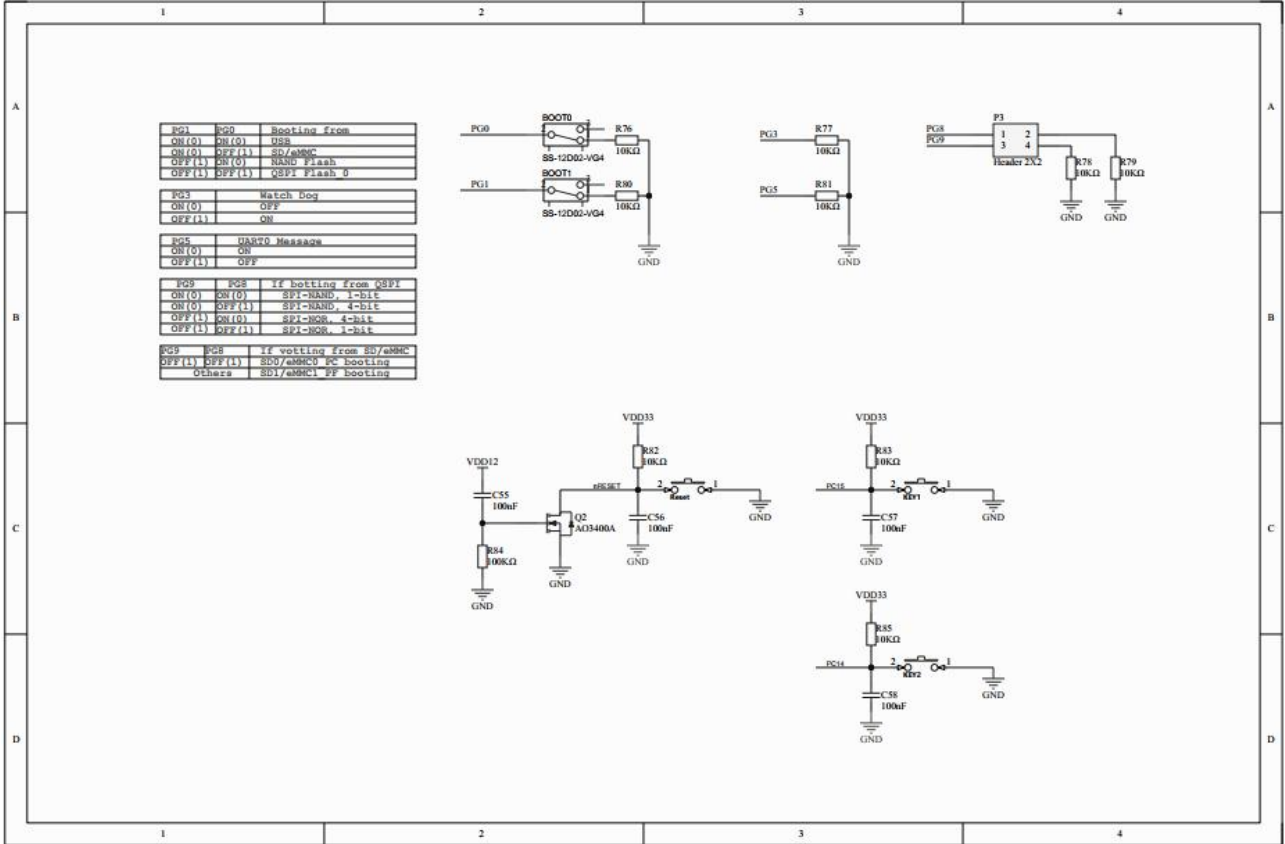 1 2 3 4
A A
PG1 PG0 Booting from
ON(0) ON(0) USB
ON(0) OFF(1) SD/eMMC
OFF(1) ON(0) NAND Flash
OFF(1) OFF(1) QSPI Flash 0
PG3 Watch Dog
ON(0) OFF
OFF(1) ON
PG5 UART0 Message
ON(0) ON
OFF(1) OFF
PG9 PG8 If botting from QSPI
ON(0) ON(0) SPI-NAND, 1-bit
ON(0) OFF(1) SPI-NAND, 4-bit
OFF(1) ON(0) SPI-NOR, 4-bit
OFF(1) OFF(1) SPI-NOR, 1-bit
PG9 PG8 If votting from SD/eMMC
OFF(1) OFF(1) SD0/eMMC0 PC booting
Others SD1/eMMC1 PF booting
BOOT0
PG0 2 R76
10KΩ
SS-12D02-VG4
BOOT1
PG1 2 R80
10KΩ
SS-12D02-VG4
GND
PG3 R77
10KΩ
PG5 R81
10KΩ
GND
P3
PG8 1 2
PG9 3 4
Header 2X2
R78
10KΩ
R79
10KΩ
GND GND
B B
VDD12
C55
100nF
R84
100KΩ
GND
Q2
AO3400A
GND
VDD33
R82
10KΩ
nRESET 2 1
Reset
C56
100nF
GND
GND
VDD33
R83
10KΩ
PC15 2 1
KEY1
C57
100nF
GND
GND
C C
VDD33
R85
10KΩ
PC14 2 1
KEY2
C58
100nF
GND
GND
D D
1 2 3 4